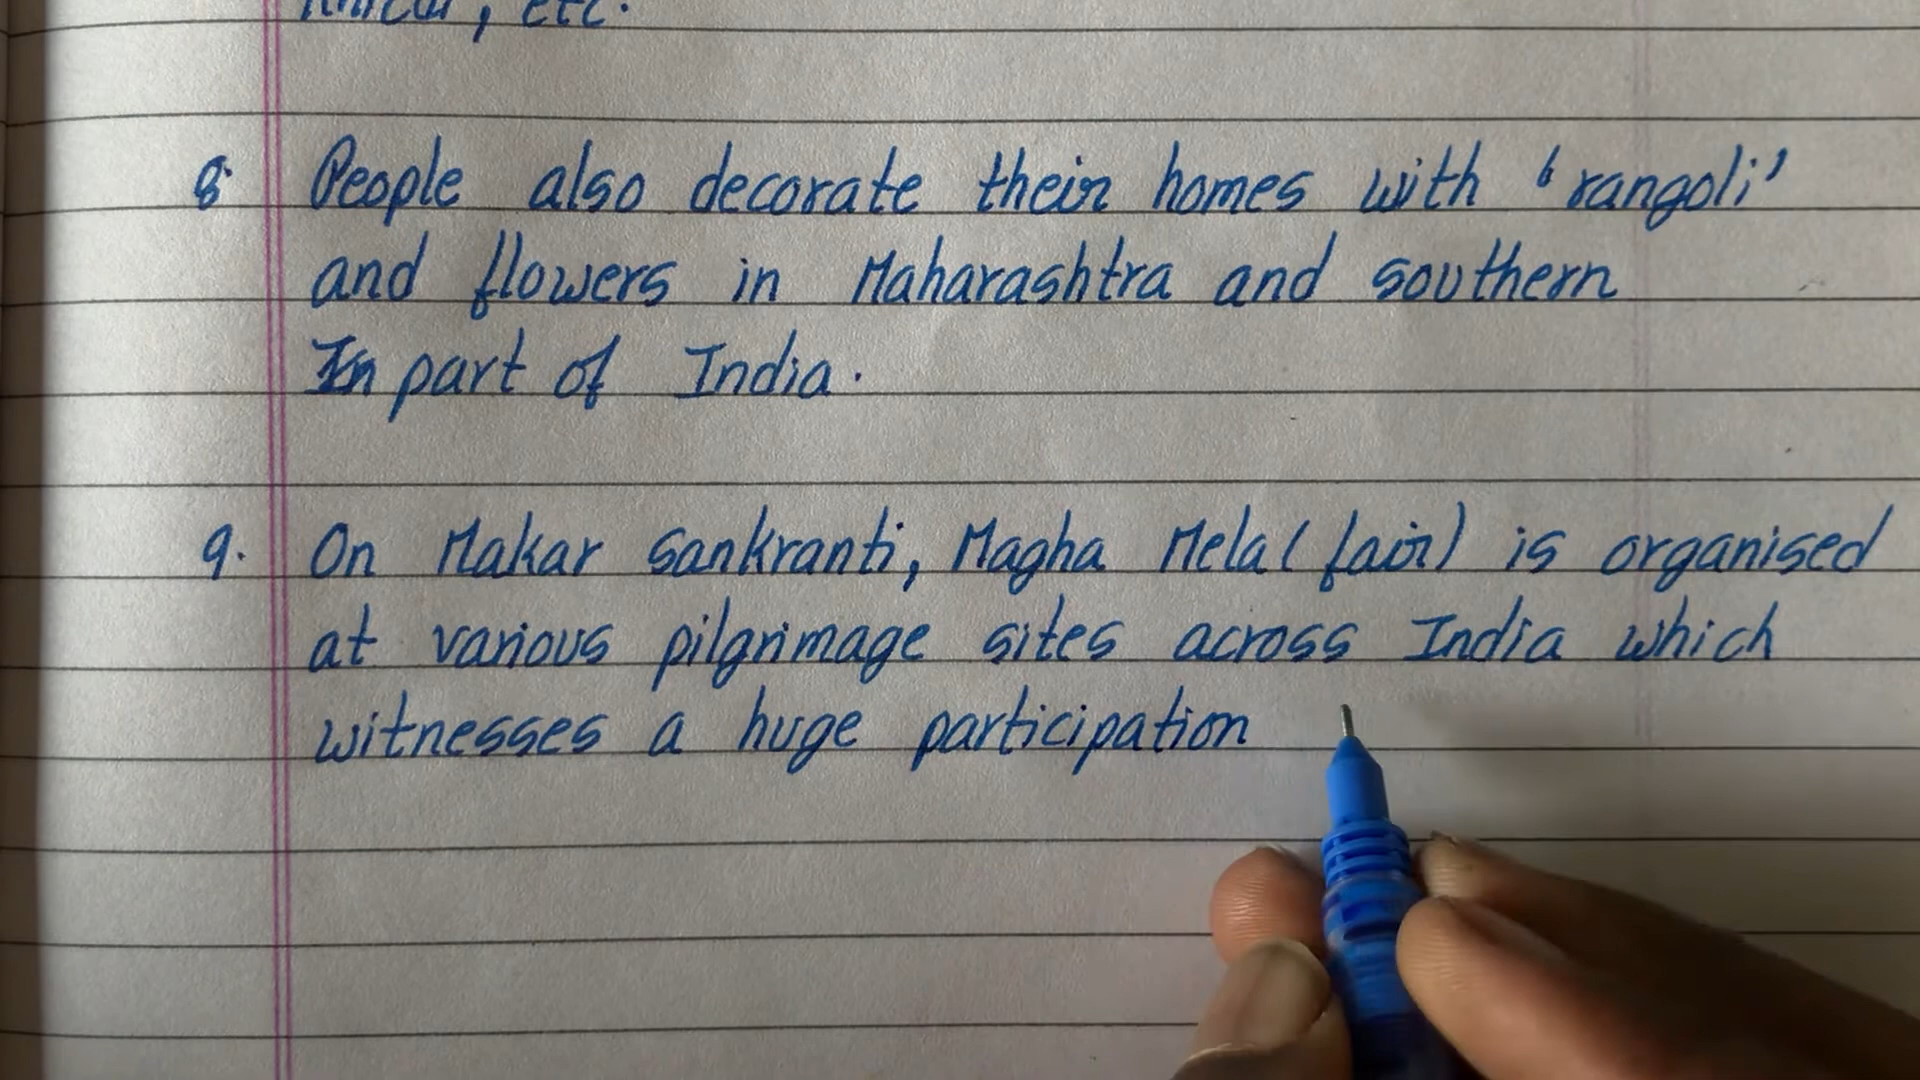 , etc.
8. People also decorate their homes with 'rangoli'
and flowers in Maharashtra and southern
part of India.
9. On Makar Sankranti, Magha Mela (fair) is organised
at various pilgrimage sites across India which
witnesses a huge participation